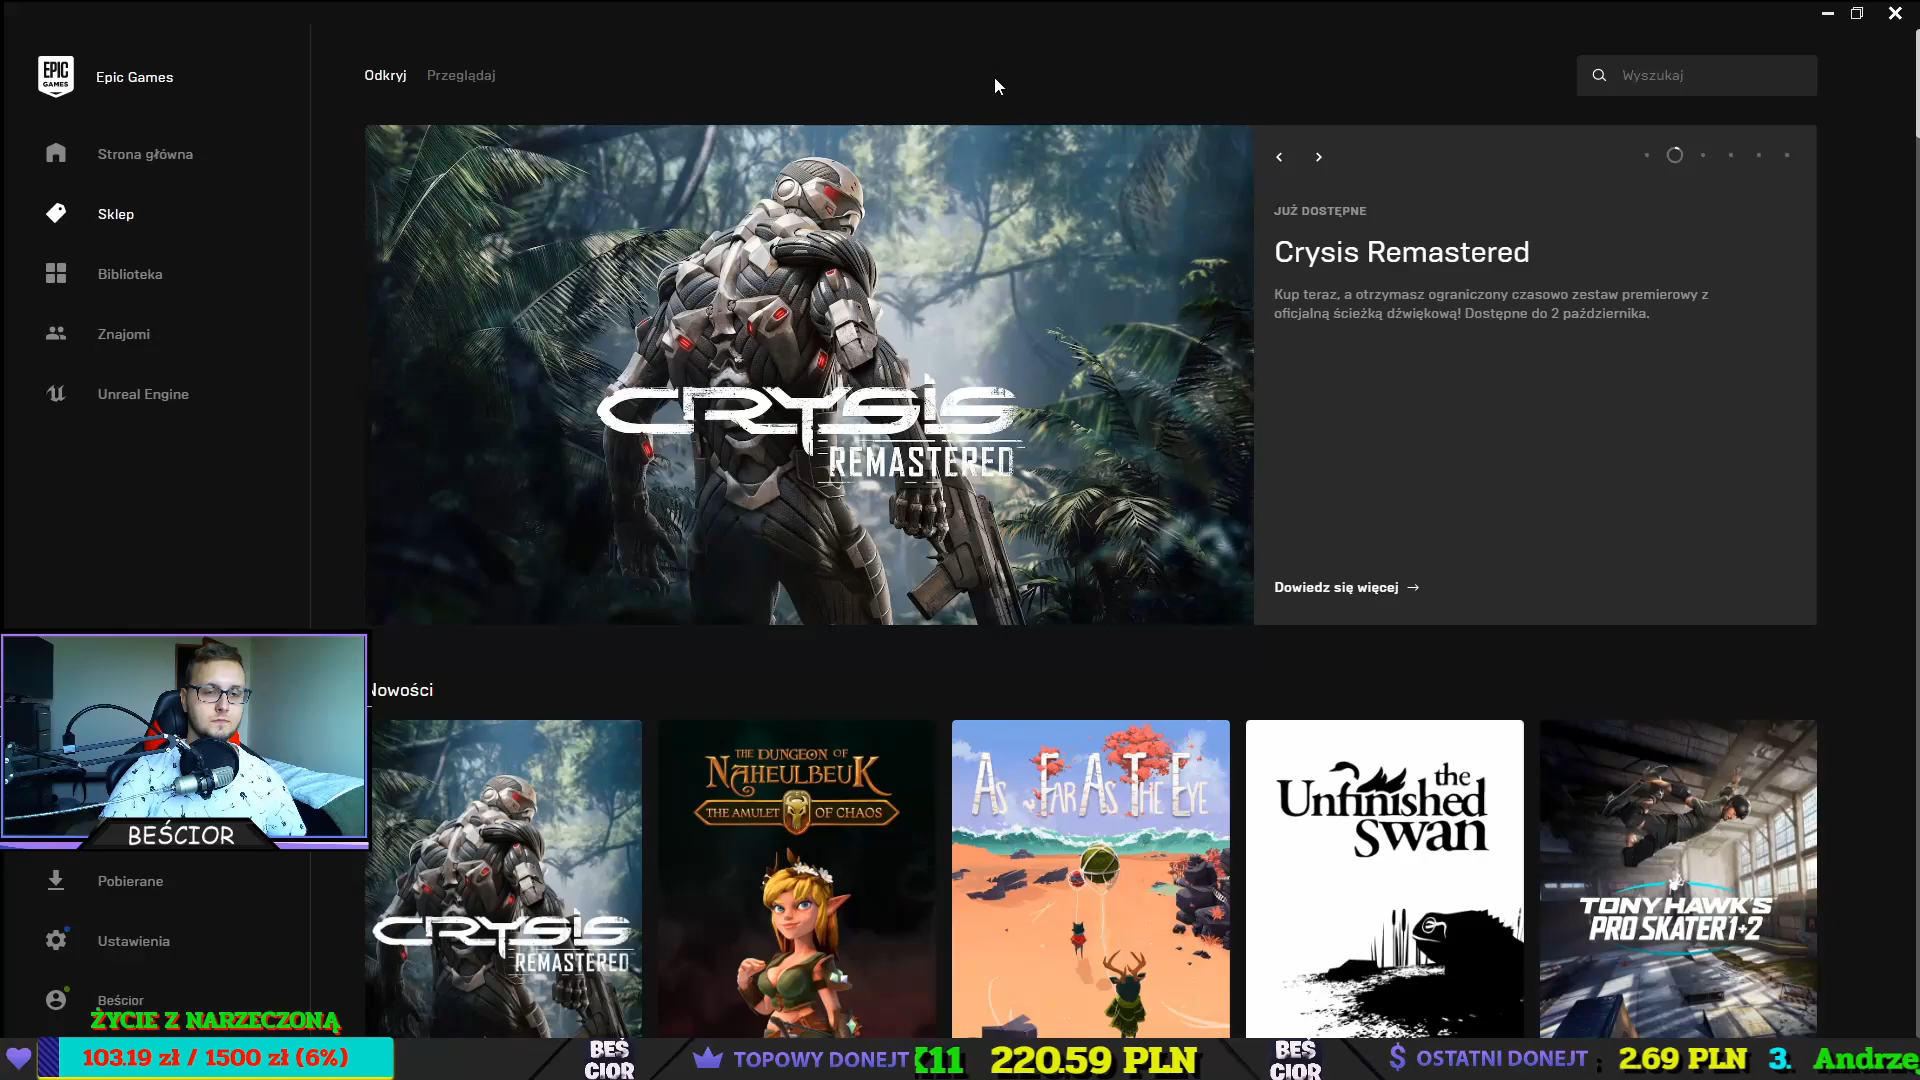 EPIC
GAMES
Epic Games
Odkryj
Przeglądaj
Wyszukaj
Strona główna
Sklep
Biblioteka
Znajomi
Unreal Engine
CRYSIS
REMASTERED
JUŻ DOSTĘPNE
Crysis Remastered
Kup teraz, a otrzymasz ograniczony czasowo zestaw premierowy z
oficjalną ścieżką dźwiękową! Dostępne do 2 października.
Dowiedz się więcej →
Nowości
CRYSIS
REMASTERED
THE DUNGEON OF
NAHEULBEUK
THE AMULET OF CHAOS
AS FAR AS THE EYE
the
Unfinished
Swan
TONY HAWK'S
PRO SKATER 1+2
BEŚCIOR
Pobierane
Ustawienia
Beścior
ŻYCIE Z NARZECZONĄ
103.19 zł / 1500 zł (6%)
BEŚ
CIOR
TOPOWY DONEJT
11 220.59 PLN
BEŚ
CIOR
$ OSTATNI DONEJT :
2.69 PLN 3.